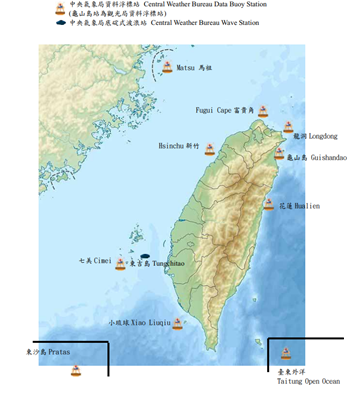 中央氣象局資料浮標站 Central Weather Bureau Data Buoy Station
(龜山島站為觀光局資料浮標站)
中央氣象局底碇式波浪站 Central Weather Bureau Wave Station
Matsu 馬祖
Fugui Cape 富貴角
龍洞 Longdong
Hsinchu 新竹
龜山島 Guishandao
花蓮 Hualien
七美 Cimei
東吉島 Tungchitao
小琉球 Xiao Liuqiu
東沙島 Pratas
臺東外洋
Taitung Open Ocean